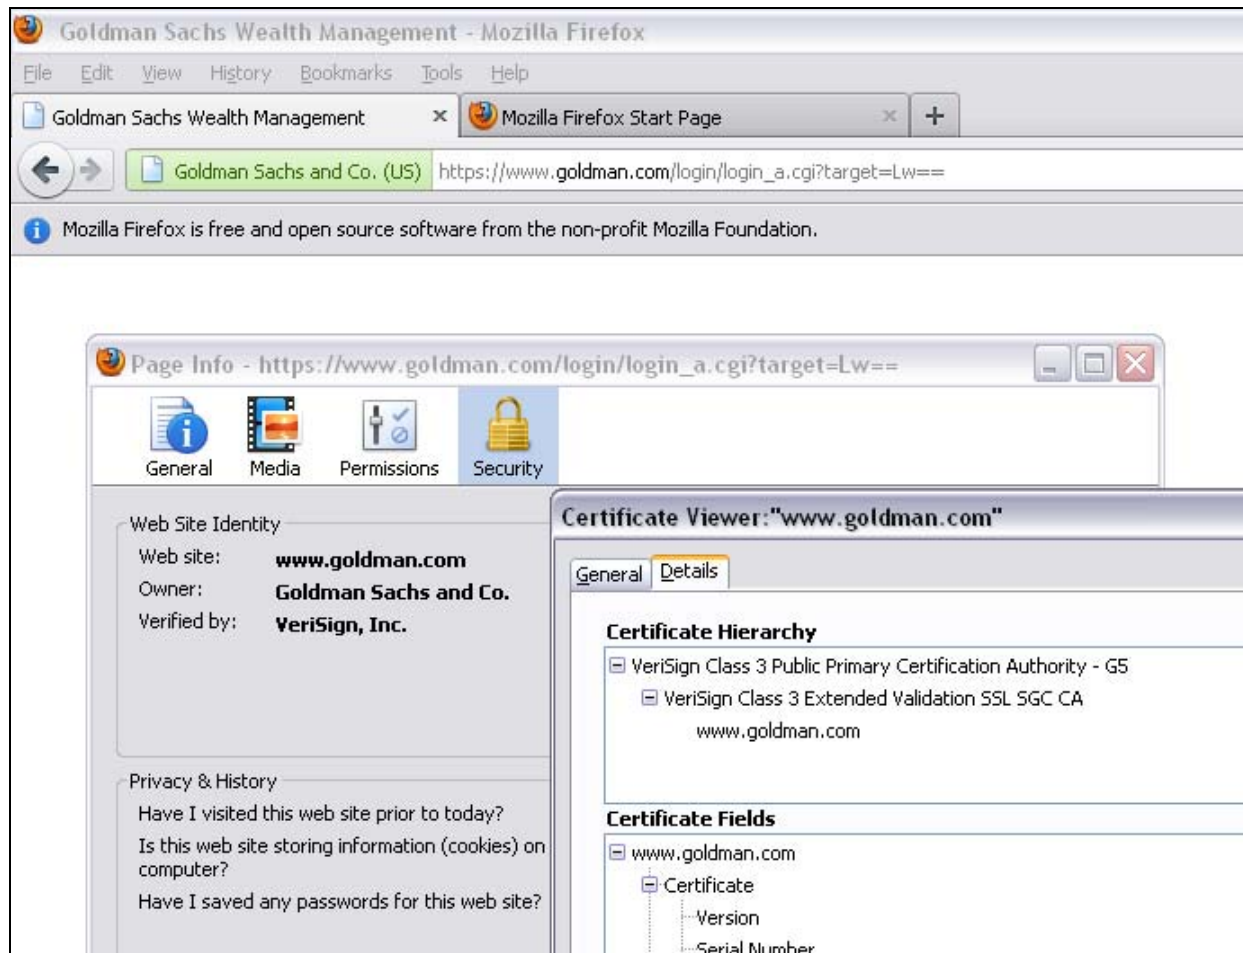 Goldman Sachs Wealth Management - Mozilla Firefox
File Edit View History Bookmarks Tools Help
Goldman Sachs Wealth Management Mozilla Firefox Start Page
Goldman Sachs and Co. (US) https://www.goldman.com/login/login_a.cgi?target=Lw==
Mozilla Firefox is free and open source software from the non-profit Mozilla Foundation.
Page Info - https://www.goldman.com/login/login_a.cgi?target=Lw==
General Media Permissions Security
Web Site Identity
Web site: www.goldman.com
Owner: Goldman Sachs and Co.
Verified by: VeriSign, Inc.
Privacy & History
Have I visited this web site prior to today?
Is this web site storing information (cookies) on
computer?
Have I saved any passwords for this web site?
Certificate Viewer:"www.goldman.com"
General Details
Certificate Hierarchy
VeriSign Class 3 Public Primary Certification Authority - G5
VeriSign Class 3 Extended Validation SSL SGC CA
www.goldman.com
Certificate Fields
www.goldman.com
Certificate
Version
Serial Number